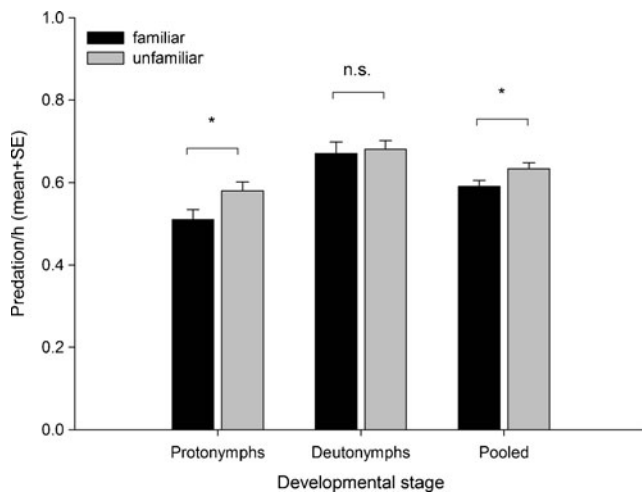 familiar
unfamiliar
Predation/h (mean+SE)
1.0
0.8
0.6
0.4
0.2
0.0
*
n.s.
*
Protonymphs
Deutonymphs
Pooled
Developmental stage